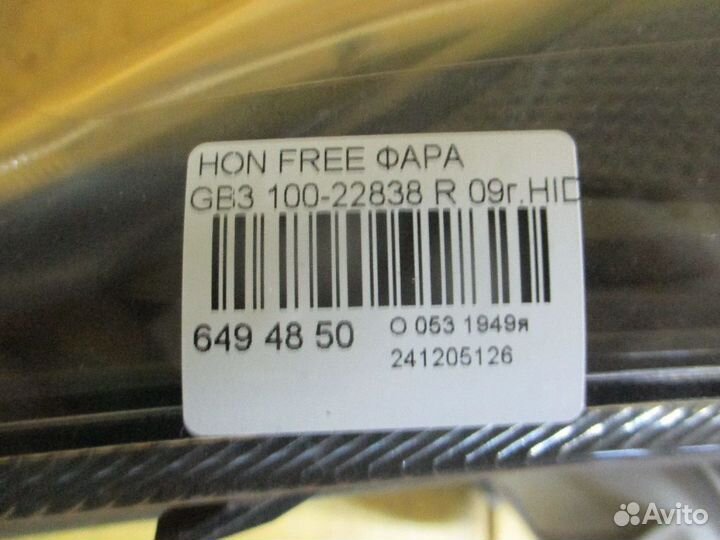 HON FREE ФАРА
GB3 100-22838 R 09г.HID
649 48 50
О 053 1949я
241205126
Avito